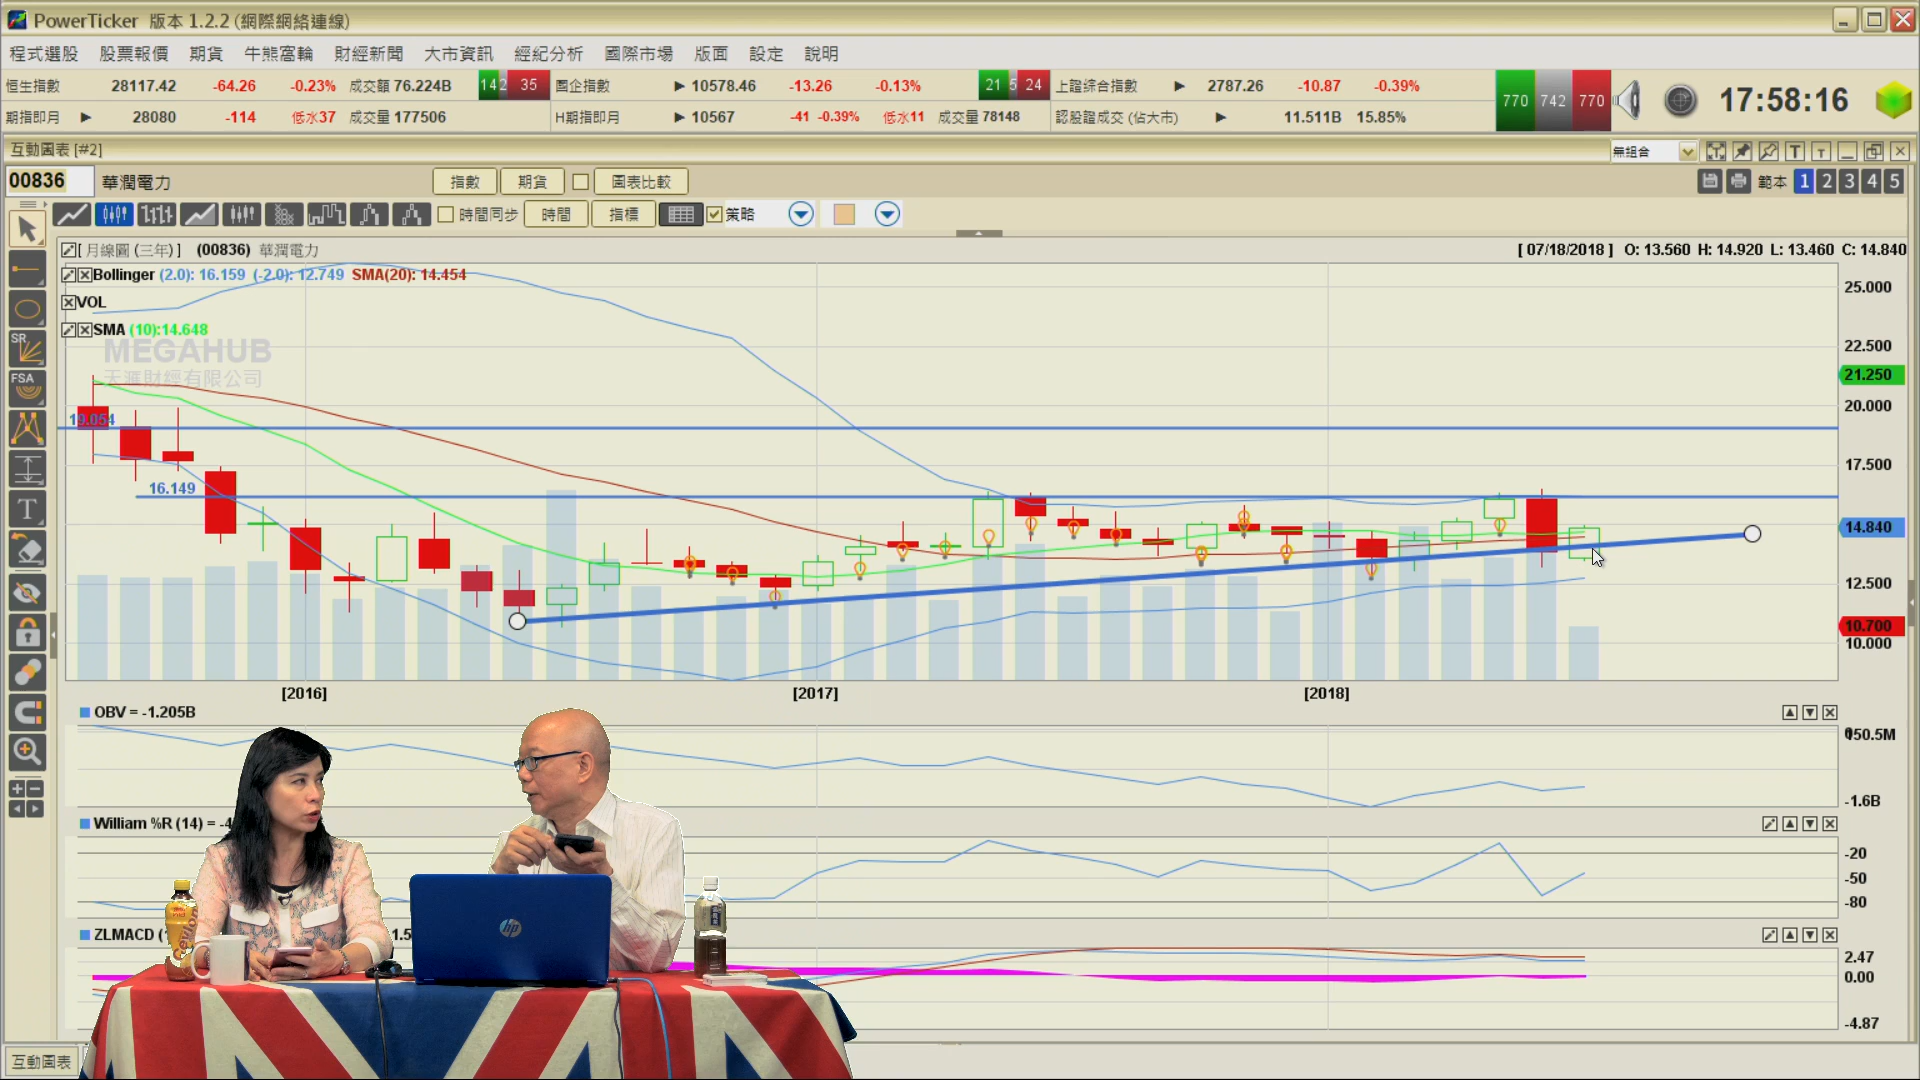 PowerTicker 版本 1.2.2 (網際網絡連線)
程式選股 股票報價 期貨 牛熊窩輪 財經新聞 大市資訊 經紀分析 國際市場 版面 設定 說明
恒生指數 28117.42 -64.26 -0.23% 成交額 76.224B 14 2 35 國企指數 ▶ 10578.46 -13.26 -0.13% 21 5 24 上證綜合指數 ▶ 2787.26 -10.87 -0.39% 770 742 770 17:58:16
期指即月 ▶ 28080 -114 低水37 成交量 177506 H期指即月 ▶ 10567 -41 -0.39% 低水11 成交量 78148 認股證成交 (佔大市) ▶ 11.511B 15.85%
互動圖表 [#2] 無組合 T T
00836 華潤電力 指數 期貨 圖表比較 範本 1 2 3 4 5
時間同步 時間 指標 策略
[ 月線圖 (三年) ] (00836) 華潤電力 [ 07/18/2018 ] O: 13.560 H: 14.920 L: 13.460 C: 14.840
Bollinger (2.0): 16.159 (-2.0): 12.749 SMA(20): 14.454
25.000
VOL
SMA (10):14.648
SR
22.500
MEGAHUB
天滙財經有限公司
FSA
21.250
20.000
19.054
17.500
16.149
T
14.840
12.500
10.700
10.000
[2016] [2017] [2018]
OBV = -1.205B
-1.6B
William %R (14) = -4
-20
-50
-80
ZLMACD (
1.5
2.47
0.00
-4.87
hp
互動圖表